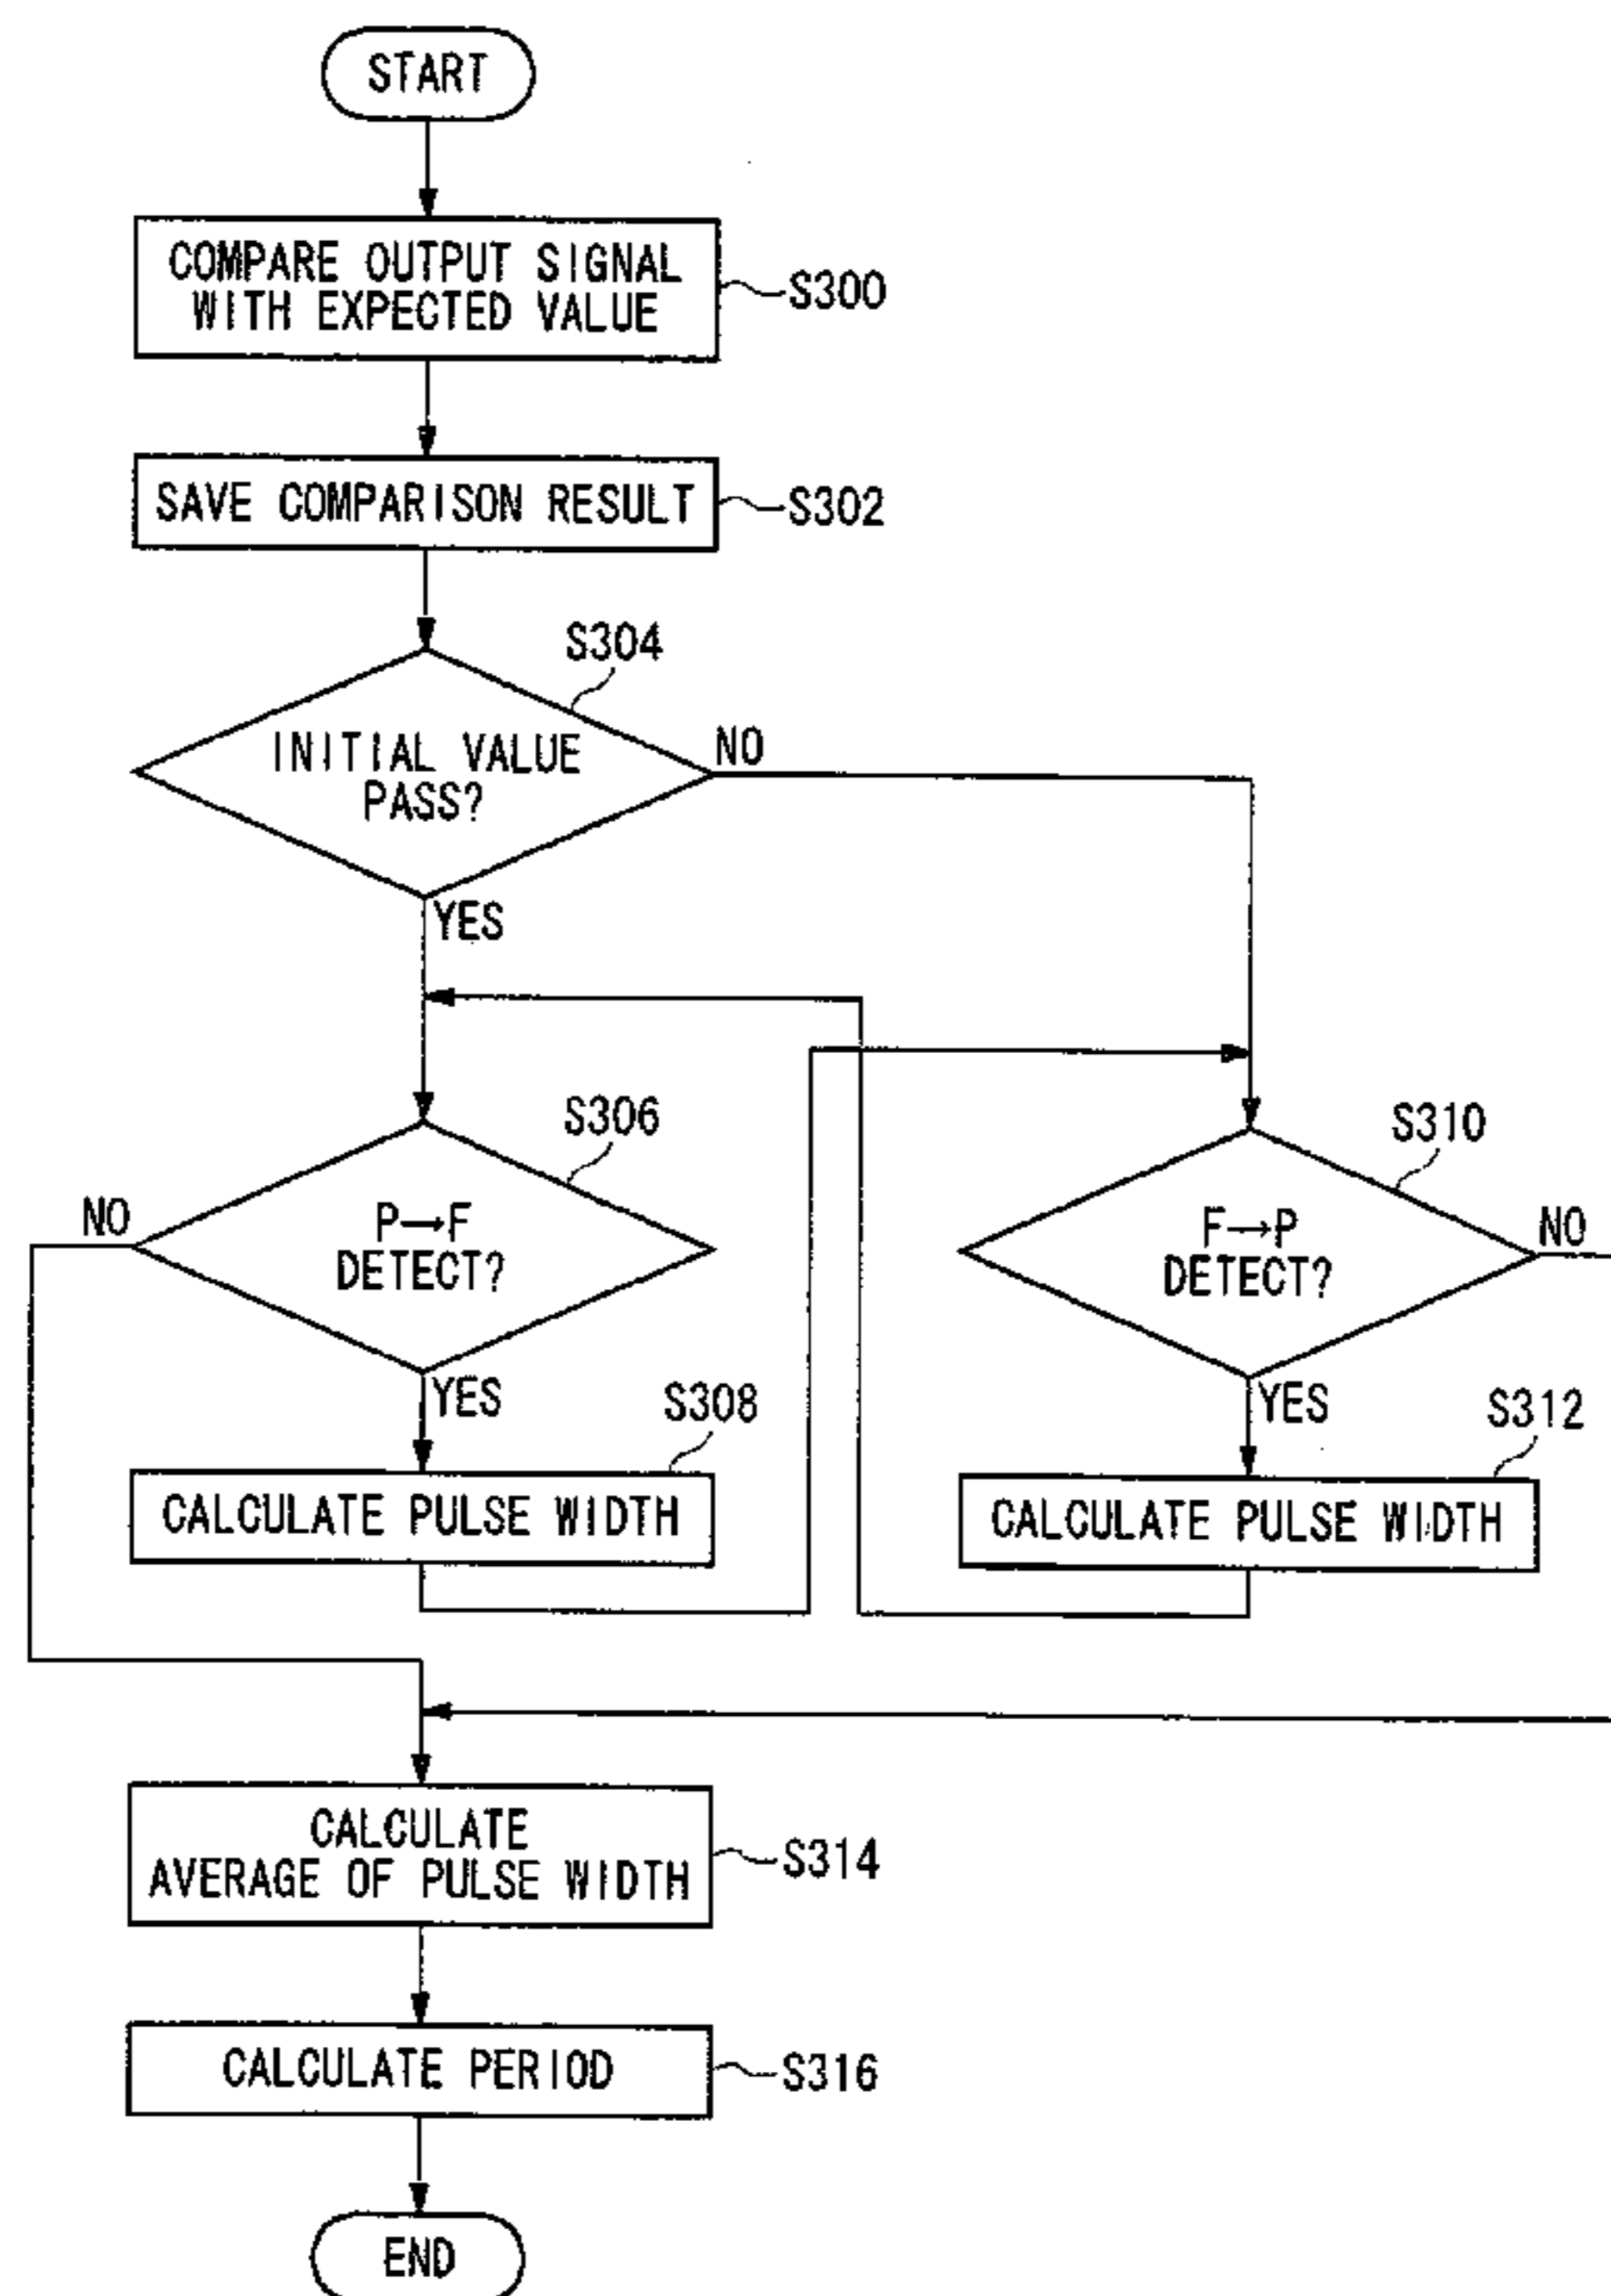 START
COMPARE OUTPUT SIGNAL
WITH EXPECTED VALUE
S300
SAVE COMPARISON RESULT
S302
S304
INITIAL VALUE
PASS?
NO
YES
S306
NO
P→F
DETECT?
YES
S308
CALCULATE PULSE WIDTH
S310
F→P
DETECT?
NO
YES
S312
CALCULATE PULSE WIDTH
CALCULATE
AVERAGE OF PULSE WIDTH
S314
CALCULATE PERIOD
S316
END